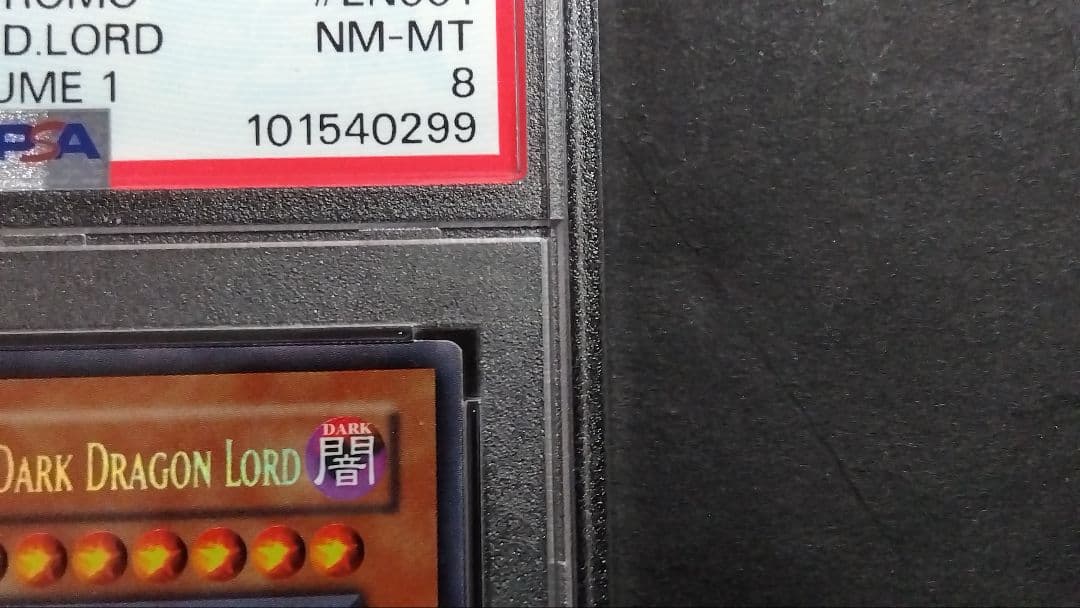 D.LORD NM-MT
UME 1 8
PSA 101540299
DARK DRAGON LORD DARK 闇